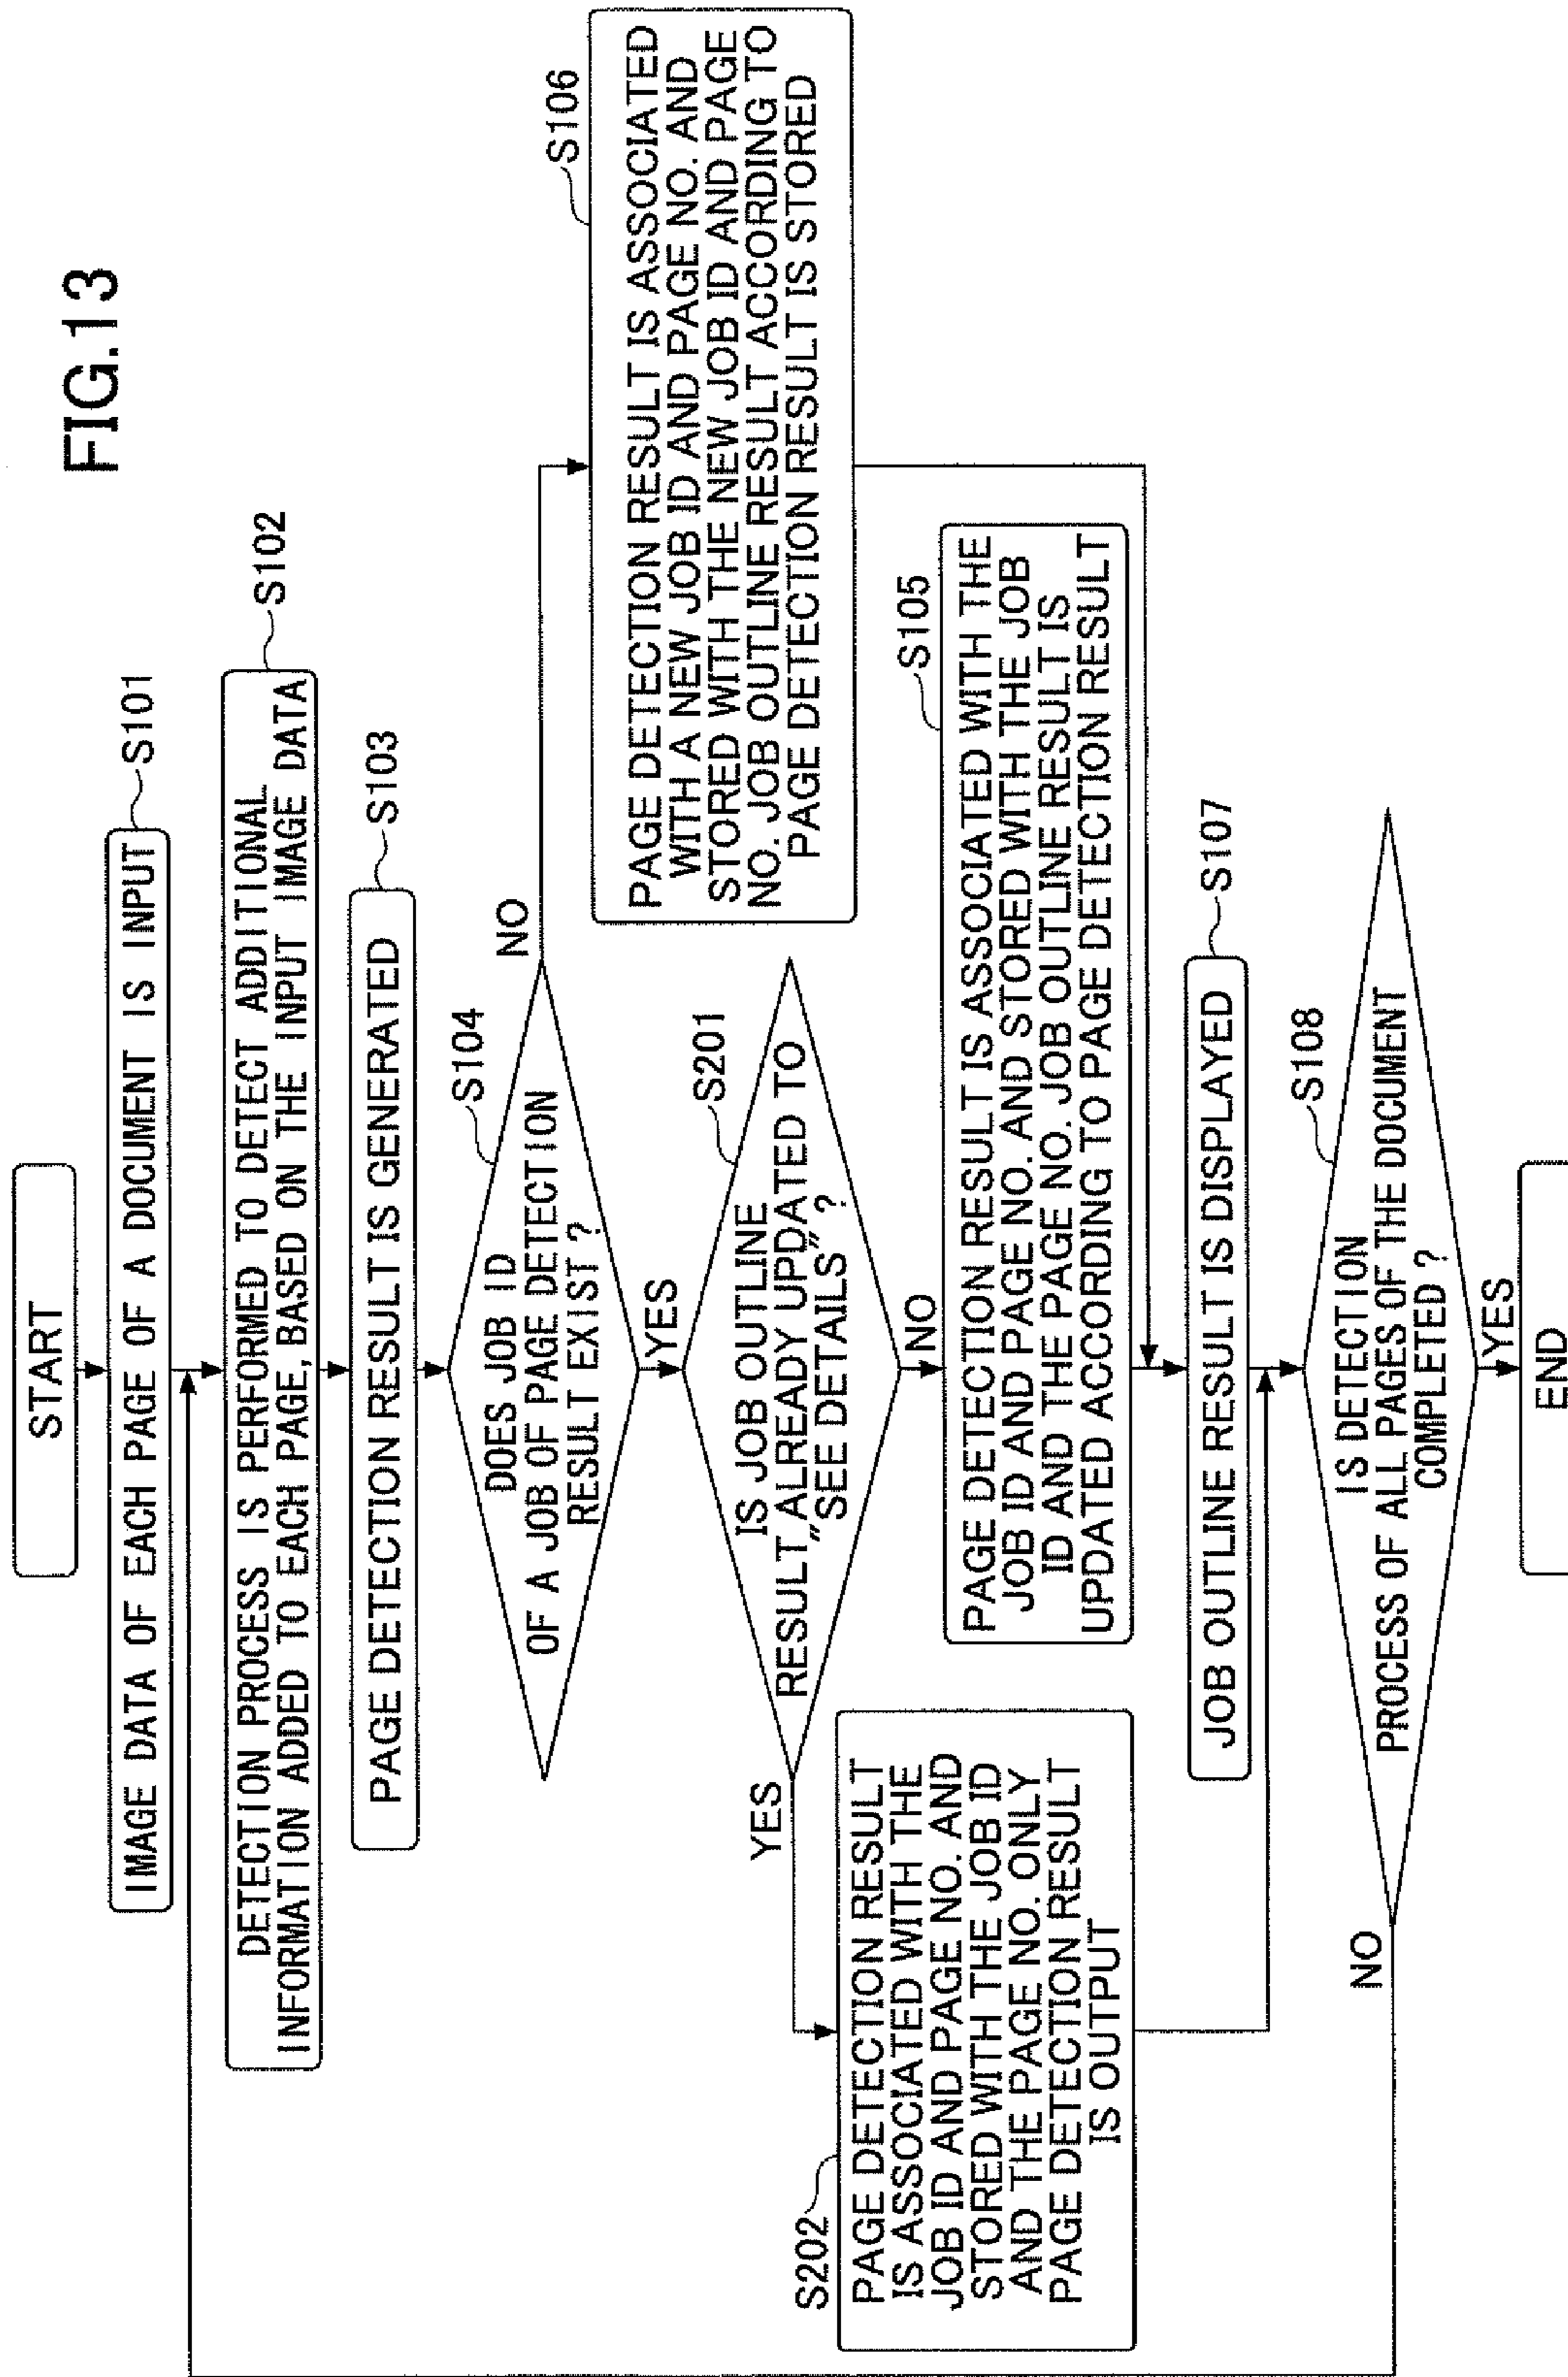 FIG.13
START
IMAGE DATA OF EACH PAGE OF A DOCUMENT IS INPUT
S101
DETECTION PROCESS IS PERFORMED TO DETECT ADDITIONAL
INFORMATION ADDED TO EACH PAGE, BASED ON THE INPUT IMAGE DATA
S102
PAGE DETECTION RESULT IS GENERATED
S103
DOES JOB ID
OF A JOB OF PAGE DETECTION
RESULT EXIST ?
S104
NO
YES
PAGE DETECTION RESULT IS ASSOCIATED
WITH A NEW JOB ID AND PAGE NO. AND
STORED WITH THE NEW JOB ID AND PAGE
NO. JOB OUTLINE RESULT ACCORDING TO
PAGE DETECTION RESULT IS STORED
S106
IS JOB OUTLINE
RESULT ALREADY UPDATED TO
"SEE DETAILS" ?
S201
YES
NO
S202
PAGE DETECTION RESULT
IS ASSOCIATED WITH THE
JOB ID AND PAGE NO. AND
STORED WITH THE JOB ID
AND THE PAGE NO. ONLY
PAGE DETECTION RESULT
IS OUTPUT
PAGE DETECTION RESULT IS ASSOCIATED WITH THE
JOB ID AND PAGE NO. AND STORED WITH THE JOB
ID AND THE PAGE NO. JOB OUTLINE RESULT IS
UPDATED ACCORDING TO PAGE DETECTION RESULT
S105
JOB OUTLINE RESULT IS DISPLAYED
S107
IS DETECTION
PROCESS OF ALL PAGES OF THE DOCUMENT
COMPLETED ?
S108
NO
YES
END